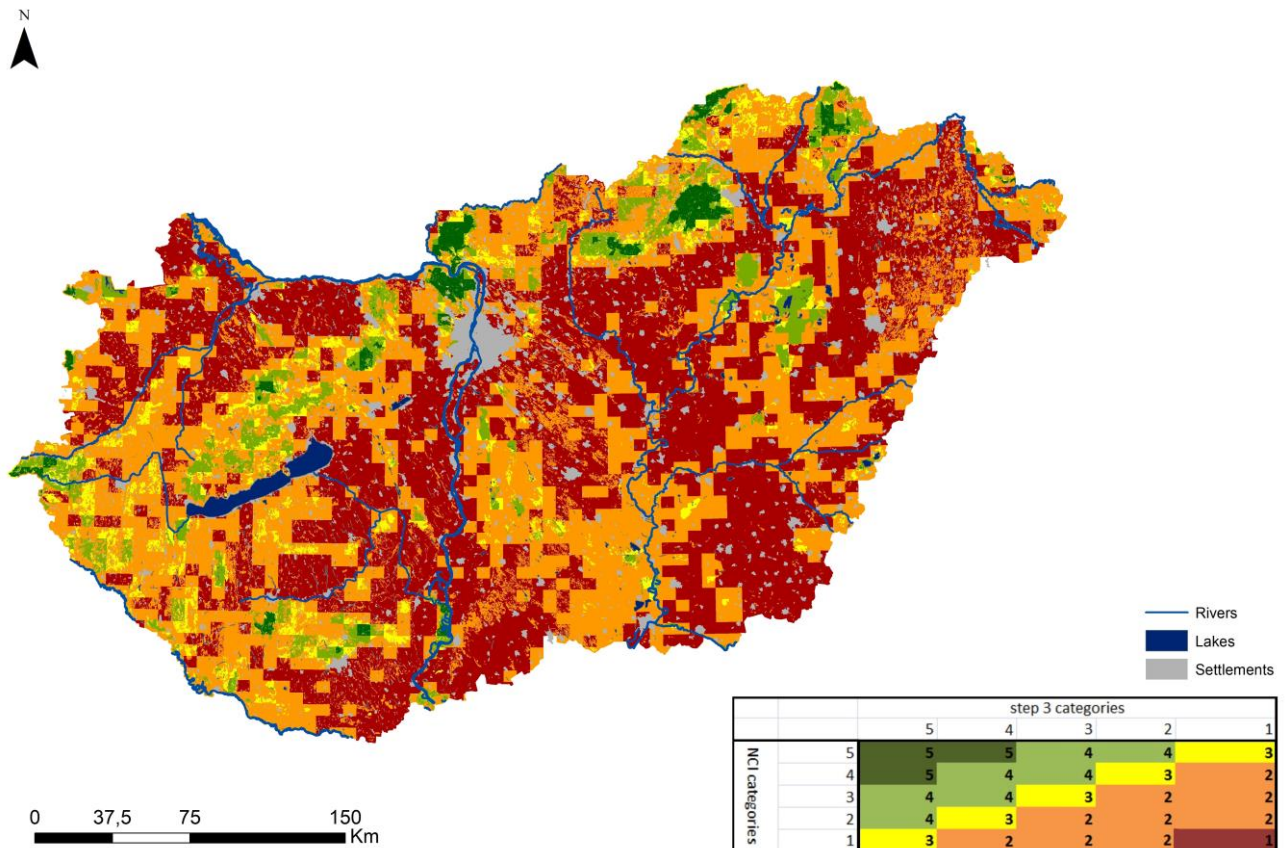 N
Rivers
Lakes
Settlements
step 3 categories
5 4 3 2 1
NCI categories
5 5 5 4 4 3
4 5 4 4 3 2
3 4 4 3 2 2
2 4 3 2 2 2
1 3 2 2 2 1
0 37,5 75 150
Km